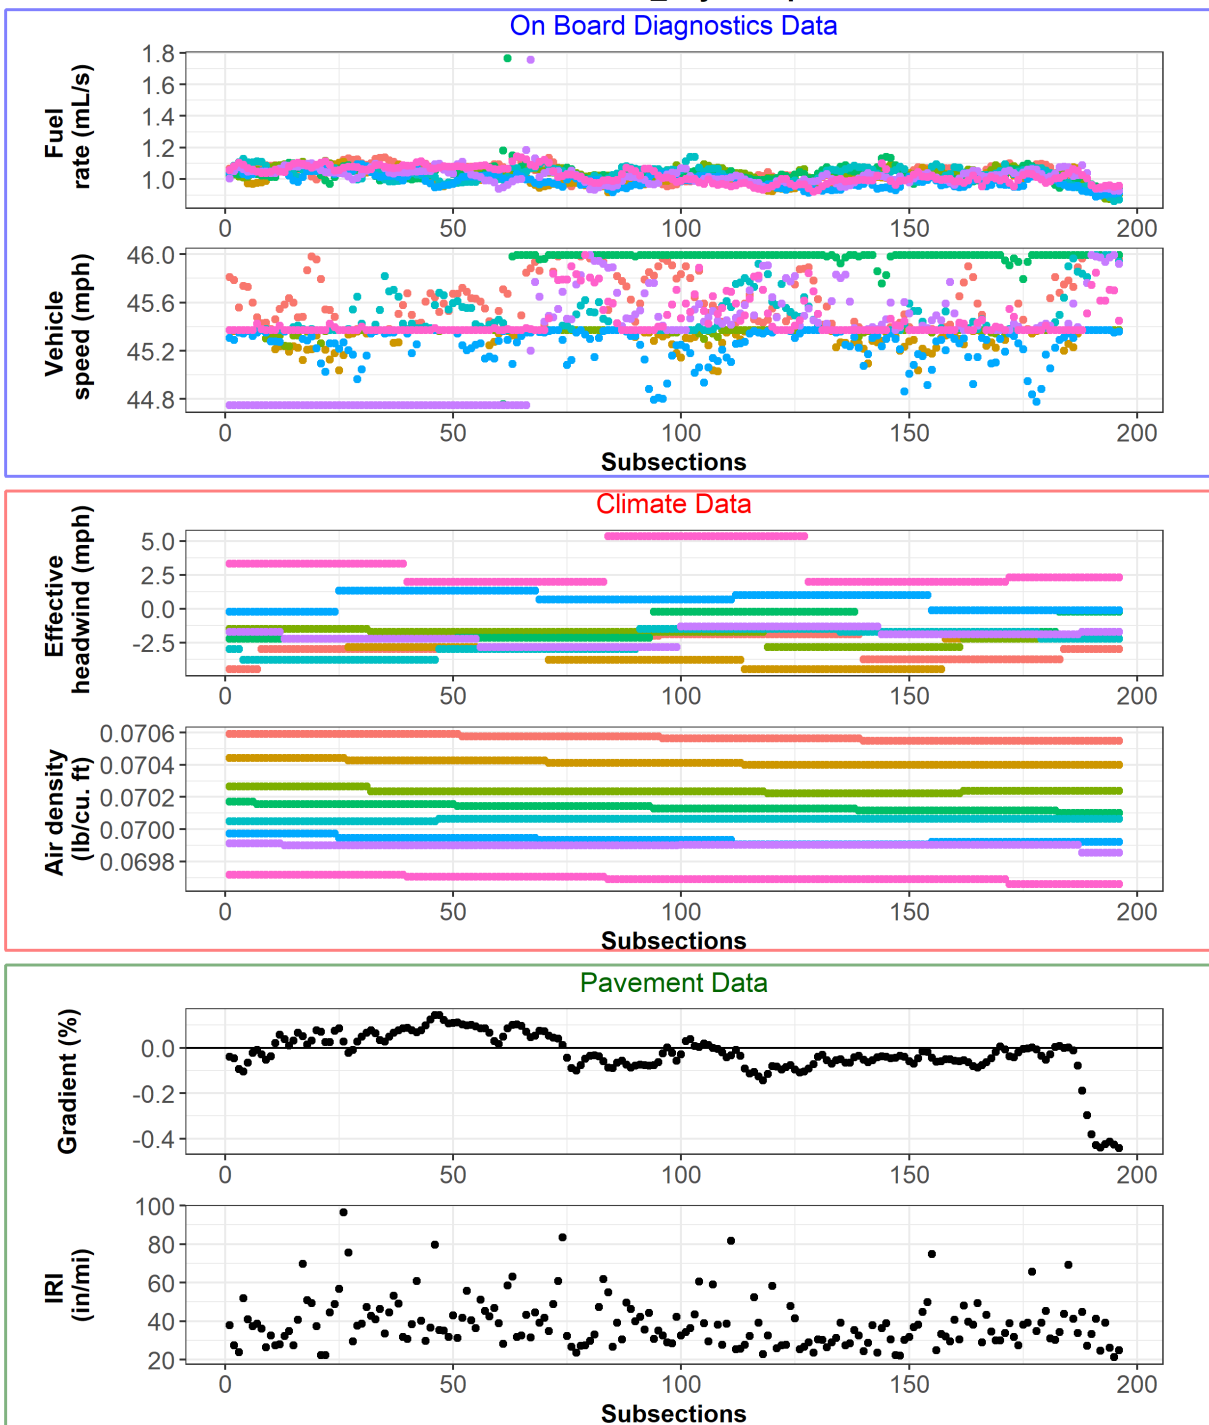 On Board Diagnostics Data
Fuel
rate (mL/s)
1.8
1.6
1.4
1.2
1.0
0 50 100 150 200
Vehicle
speed (mph)
46.0
45.6
45.2
44.8
0 50 100 150 200
Subsections
Climate Data
Effective
headwind (mph)
5.0
2.5
0.0
-2.5
0 50 100 150 200
Air density
(lb/cu. ft)
0.0706
0.0704
0.0702
0.0700
0.0698
0 50 100 150 200
Subsections
Pavement Data
Gradient (%)
0.0
-0.2
-0.4
0 50 100 150 200
IRI
(in/mi)
100
80
60
40
20
0 50 100 150 200
Subsections